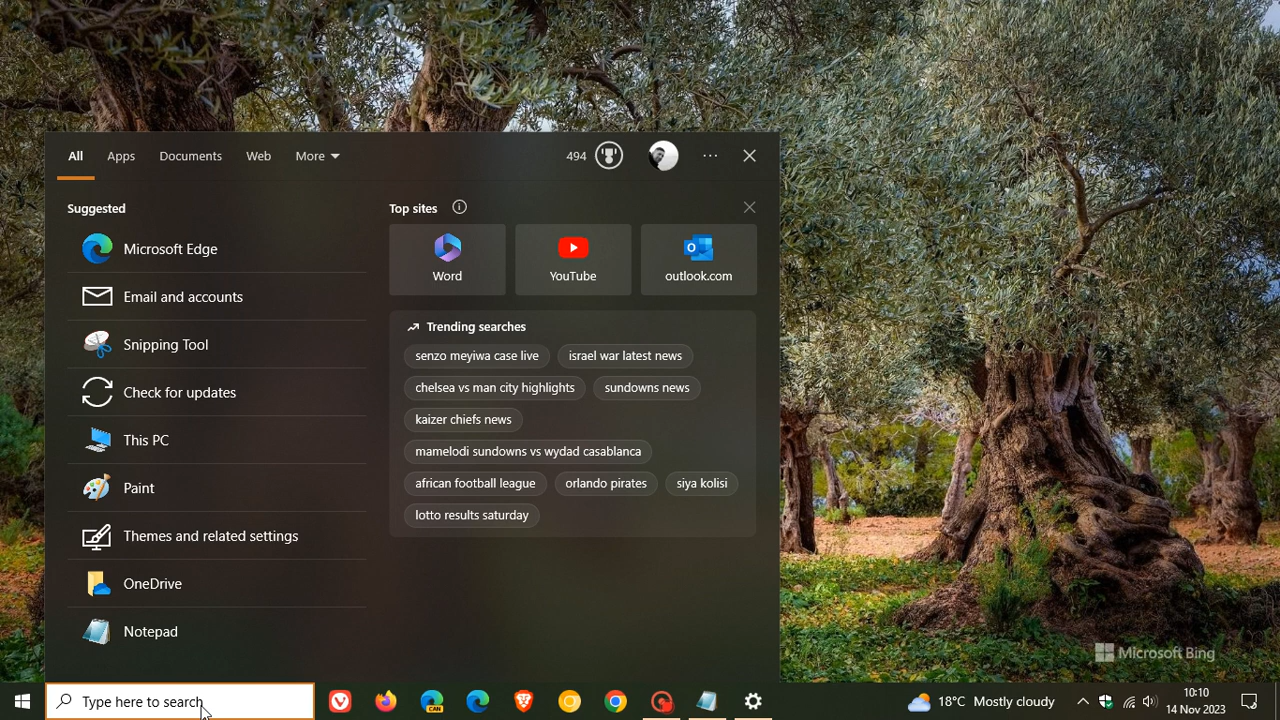 All Apps Documents Web More 494
Suggested
Microsoft Edge
Email and accounts
Snipping Tool
Check for updates
This PC
Paint
Themes and related settings
OneDrive
Notepad
Top sites
Word YouTube outlook.com
Trending searches
senzo meyiwa case live israel war latest news
chelsea vs man city highlights sundowns news
kaizer chiefs news
mamelodi sundowns vs wydad casablanca
african football league orlando pirates siya kolisi
lotto results saturday
Microsoft Bing
Type here to search CAN 18°C Mostly cloudy 10:10
14 Nov 2023